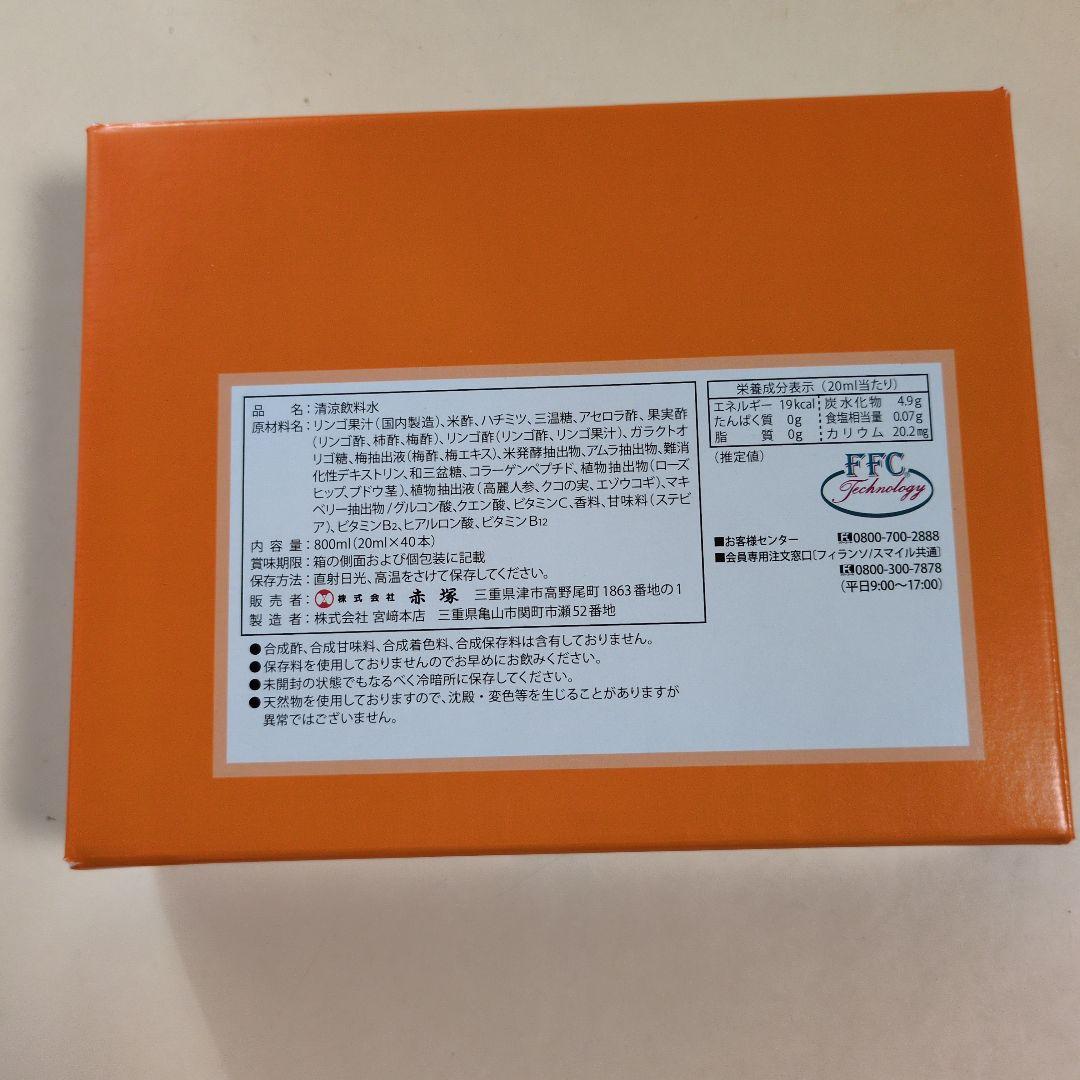 品名：清涼飲料水
原材料名：リンゴ果汁（国内製造）、米酢、ハチミツ、三温糖、アセロラ酢、果実酢
（リンゴ酢、柿酢、梅酢）、リンゴ酢（リンゴ酢、リンゴ果汁）、ガラクトオ
リゴ糖、梅抽出液（梅酢、梅エキス）、米発酵抽出物、アムラ抽出物、難消
化性デキストリン、和三盆糖、コラーゲンペプチド、植物抽出物（ローズ
ヒップ、ブドウ茎）、植物抽出液（高麗人参、クコの実、エゾウコギ）、マキ
ベリー抽出物/グルコン酸、クエン酸、ビタミンC、香料、甘味料（ステビ
ア）、ビタミンB2、ヒアルロン酸、ビタミンB12
内容量：800ml（20ml×40本）
賞味期限：箱の側面および個包装に記載
保存方法：直射日光、高温をさけて保存してください。
販売者：株式会社 赤塚 三重県津市高野尾町1863番地の1
製造者：株式会社 宮﨑本店 三重県亀山市関町市瀬52番地
●合成酢、合成甘味料、合成着色料、合成保存料は含有しておりません。
●保存料を使用しておりませんのでお早めにお飲みください。
●未開封の状態でもなるべく冷暗所に保存してください。
●天然物を使用しておりますので、沈殿・変色等を生じることがありますが
異常ではございません。
栄養成分表示（20ml当たり）
エネルギー 19kcal 炭水化物 4.9g
たんぱく質 0g 食塩相当量 0.07g
脂質 0g カリウム 20.2mg
（推定値）
FFC
Technology
■お客様センター 0800-700-2888
■会員専用注文窓口〔フィランソ/スマイル共通〕
0800-300-7878
（平日9:00〜17:00）